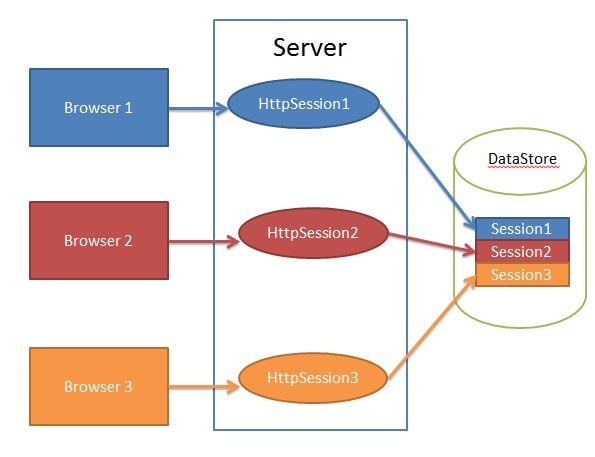 Server
Browser 1
HttpSession1
DataStore
Session1
Browser 2
HttpSession2
Session2
Session3
Browser 3
HttpSession3